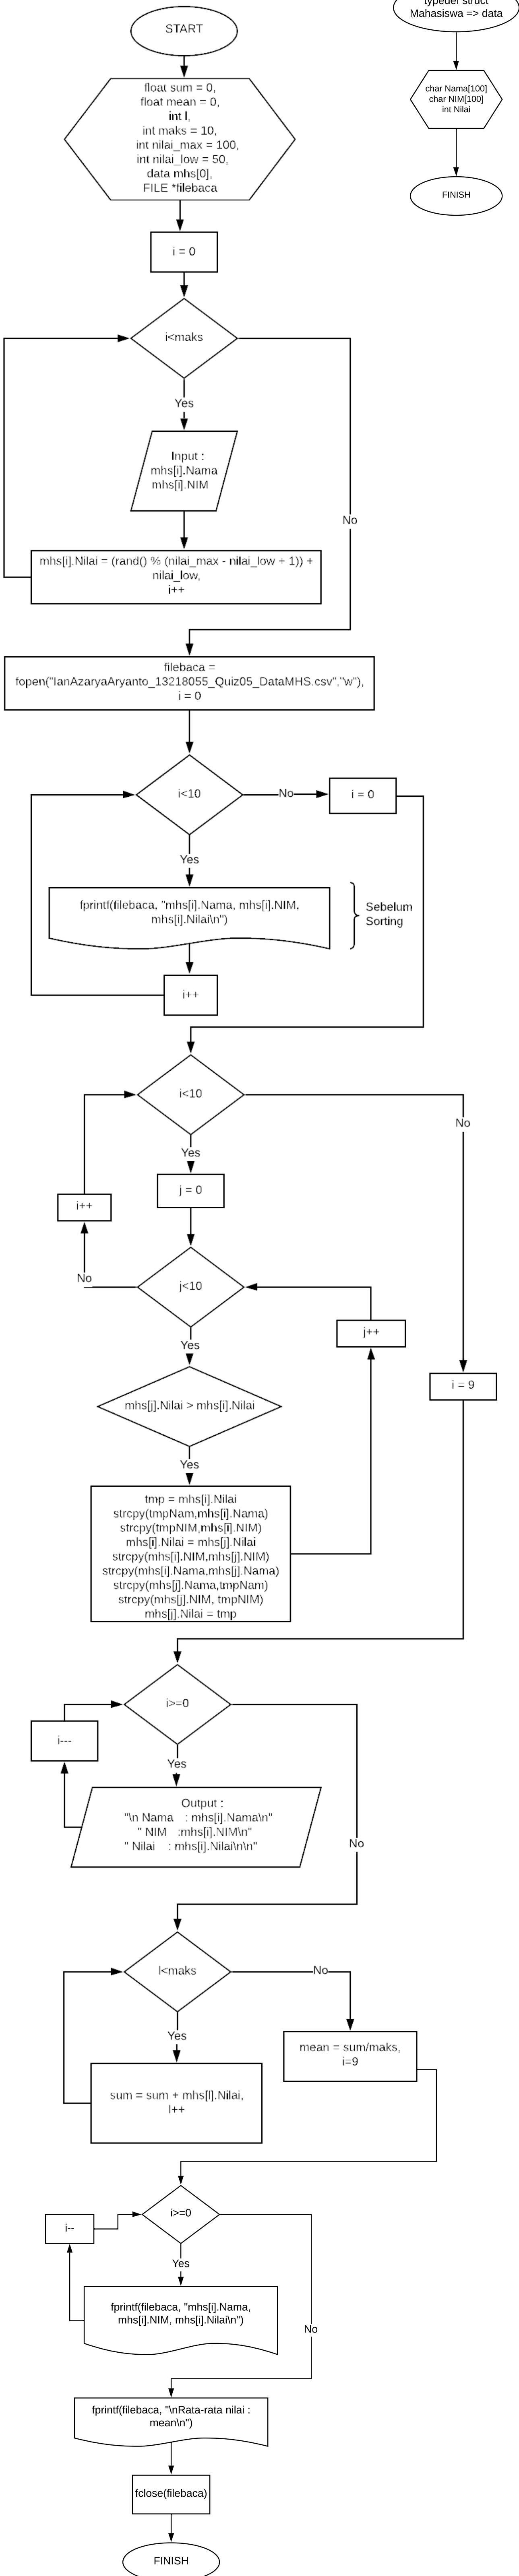 START
float sum = 0,
float mean = 0,
int l,
int maks = 10,
int nilai_max = 100,
int nilai_low = 50,
data mhs[0],
FILE *filebaca
typedef struct
Mahasiswa => data
char Nama[100]
char NIM[100]
int Nilai
FINISH
i = 0
i<maks
Yes
No
Input :
mhs[i].Nama
mhs[i].NIM
mhs[i].Nilai = (rand() % (nilai_max - nilai_low + 1)) +
nilai_low,
i++
filebaca =
fopen("IanAzaryaAryanto_13218055_Quiz05_DataMHS.csv","w"),
i = 0
i<10
No
i = 0
Yes
fprintf(filebaca, "mhs[i].Nama, mhs[i].NIM,
mhs[i].Nilai\n")
Sebelum
Sorting
i++
i<10
No
Yes
j = 0
i++
No
j<10
Yes
j++
i = 9
mhs[j].Nilai > mhs[i].Nilai
Yes
tmp = mhs[i].Nilai
strcpy(tmpNam,mhs[i].Nama)
strcpy(tmpNIM,mhs[i].NIM)
mhs[i].Nilai = mhs[j].Nilai
strcpy(mhs[i].NIM,mhs[j].NIM)
strcpy(mhs[i].Nama,mhs[j].Nama)
strcpy(mhs[j].Nama,tmpNam)
strcpy(mhs[j].NIM, tmpNIM)
mhs[j].Nilai = tmp
i>=0
i---
Yes
No
Output :
"\n Nama : mhs[i].Nama\n"
" NIM :mhs[i].NIM\n"
" Nilai : mhs[i].Nilai\n\n"
l<maks
No
Yes
mean = sum/maks,
i=9
sum = sum + mhs[l].Nilai,
l++
i>=0
i--
Yes
No
fprintf(filebaca, "mhs[i].Nama,
mhs[i].NIM, mhs[i].Nilai\n")
fprintf(filebaca, "\nRata-rata nilai :
mean\n")
fclose(filebaca)
FINISH